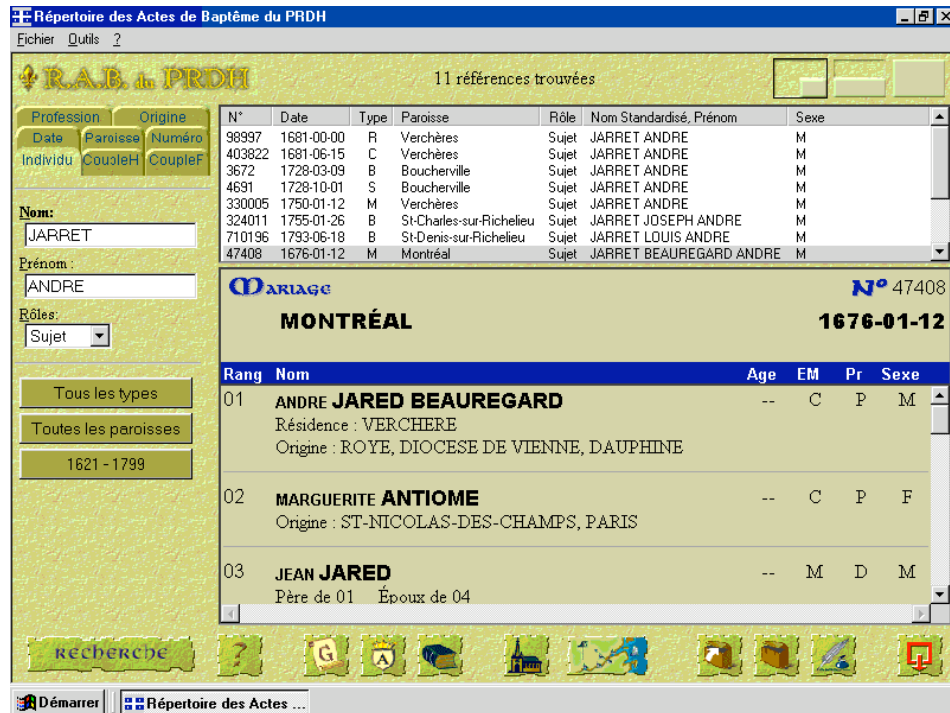 Répertoire des Actes de Baptême du PRDH
Fichier Outils ?
R.A.B. du PRDH
11 références trouvées
Profession Origine
Date Paroisse Numéro
Individu CoupleH CoupleF
Nom:
JARRET
Prénom :
ANDRE
Rôles:
Sujet
Tous les types
Toutes les paroisses
1621 - 1799
N° Date Type Paroisse Rôle Nom Standardisé, Prénom Sexe
98997 1681-00-00 R Verchères Sujet JARRET ANDRE M
403822 1681-06-15 C Verchères Sujet JARRET ANDRE M
3672 1728-03-09 B Boucherville Sujet JARRET ANDRE M
4691 1728-10-01 S Boucherville Sujet JARRET ANDRE M
330005 1750-01-12 M Verchères Sujet JARRET ANDRE M
324011 1755-01-26 B St-Charles-sur-Richelieu Sujet JARRET JOSEPH ANDRE M
710196 1793-06-18 B St-Denis-sur-Richelieu Sujet JARRET LOUIS ANDRE M
47408 1676-01-12 M Montréal Sujet JARRET BEAUREGARD ANDRE M
Mariage N° 47408
MONTRÉAL 1676-01-12
Rang Nom Age EM Pr Sexe
01 ANDRE JARED BEAUREGARD -- C P M
Résidence : VERCHERE
Origine : ROYE, DIOCESE DE VIENNE, DAUPHINE
02 MARGUERITE ANTIOME -- C P F
Origine : ST-NICOLAS-DES-CHAMPS, PARIS
03 JEAN JARED -- M D M
Père de 01 Époux de 04
Recherche ? G A
Démarrer Répertoire des Actes ...